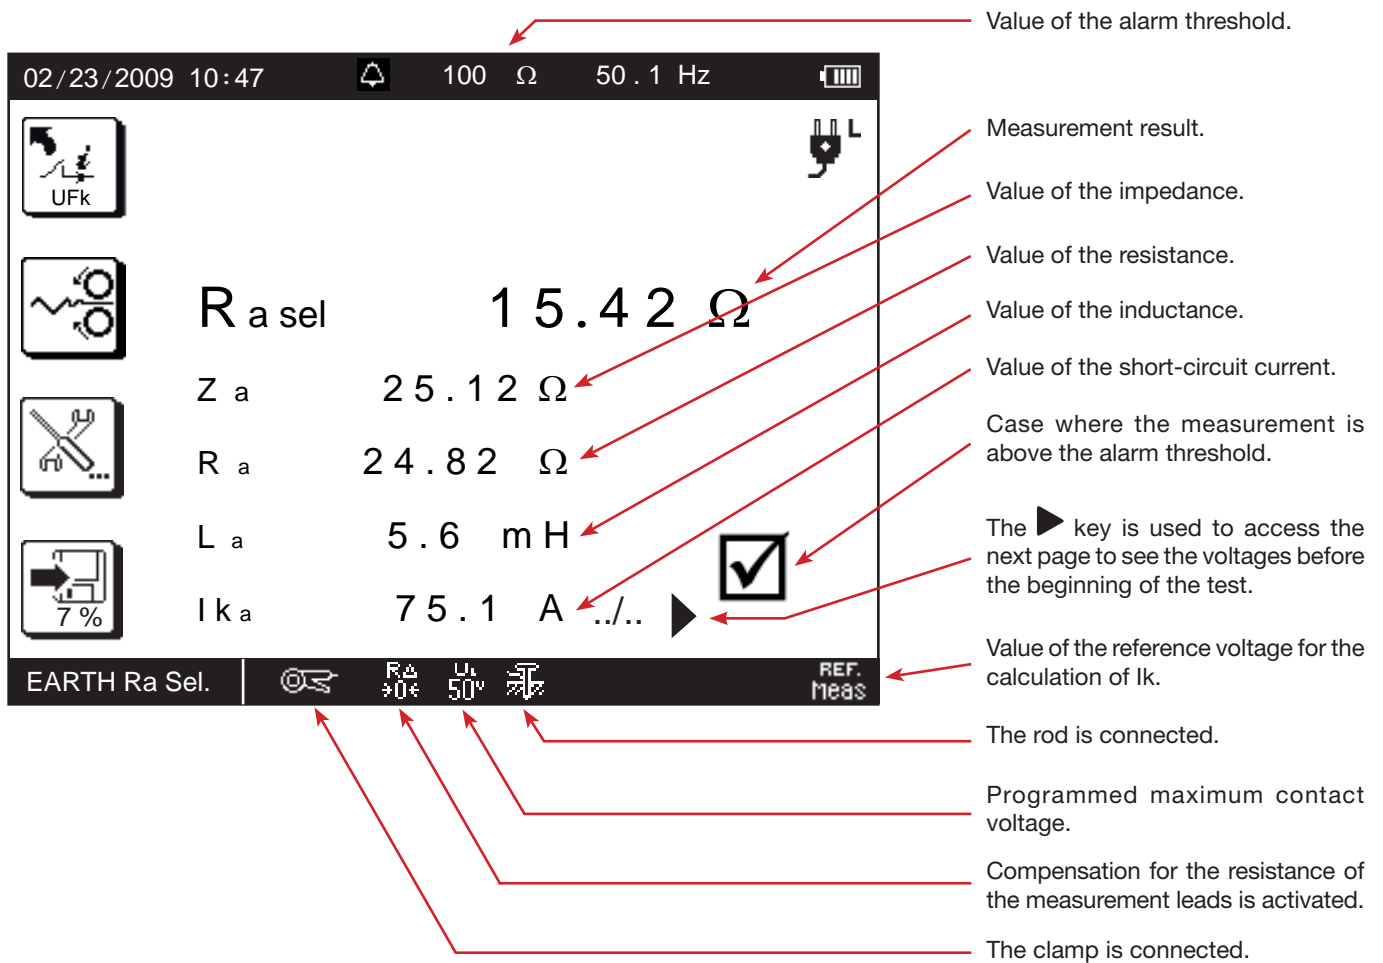 Value of the alarm threshold.
02/23/2009 10:47 100 Ω 50.1 Hz
L
UFk
Measurement result.
Value of the impedance.
Value of the resistance.
R a sel 15.42 Ω
Value of the inductance.
Z a 25.12 Ω
Value of the short-circuit current.
R a 24.82 Ω
Case where the measurement is
above the alarm threshold.
...
L a 5.6 mH
The ▶ key is used to access the
next page to see the voltages before
the beginning of the test.
7 %
Ik a 75.1 A ../.. ▶
EARTH Ra Sel.
RΔ
>0<
UL
50V
REF.
Meas
Value of the reference voltage for the
calculation of Ik.
The rod is connected.
Programmed maximum contact
voltage.
Compensation for the resistance of
the measurement leads is activated.
The clamp is connected.